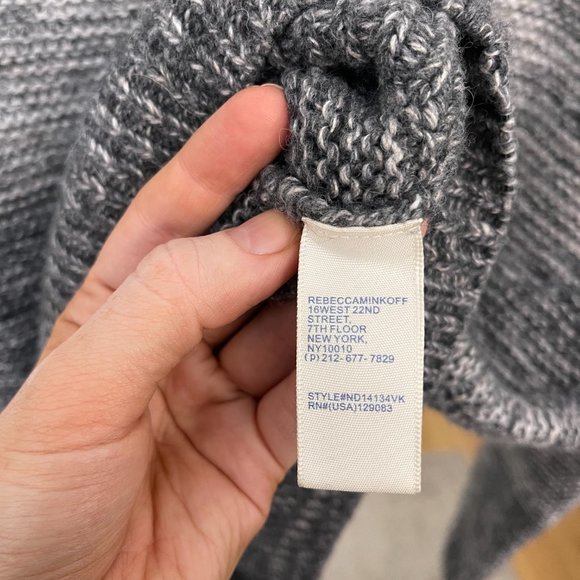 REBECCAMINKOFF
16WEST 22ND
STREET,
7TH FLOOR
NEW YORK,
NY10010
(p)212-677-7829
STYLE#ND14134VK
RN#(USA)129083